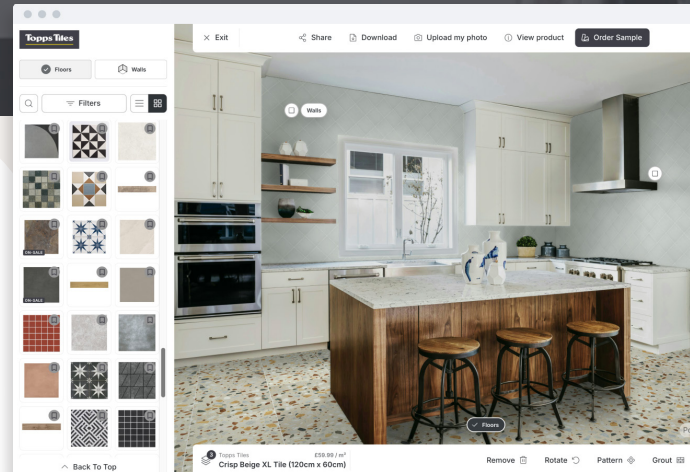 Topps Tiles
Exit
Share
Download
Upload my photo
View product
Order Sample
Floors
Walls
Filters
Walls
ON-SALE
ON-SALE
Floors
Back To Top
3
Topps Tiles
£59.99 / m²
Crisp Beige XL Tile (120cm x 60cm)
Remove
Rotate
Pattern
Grout